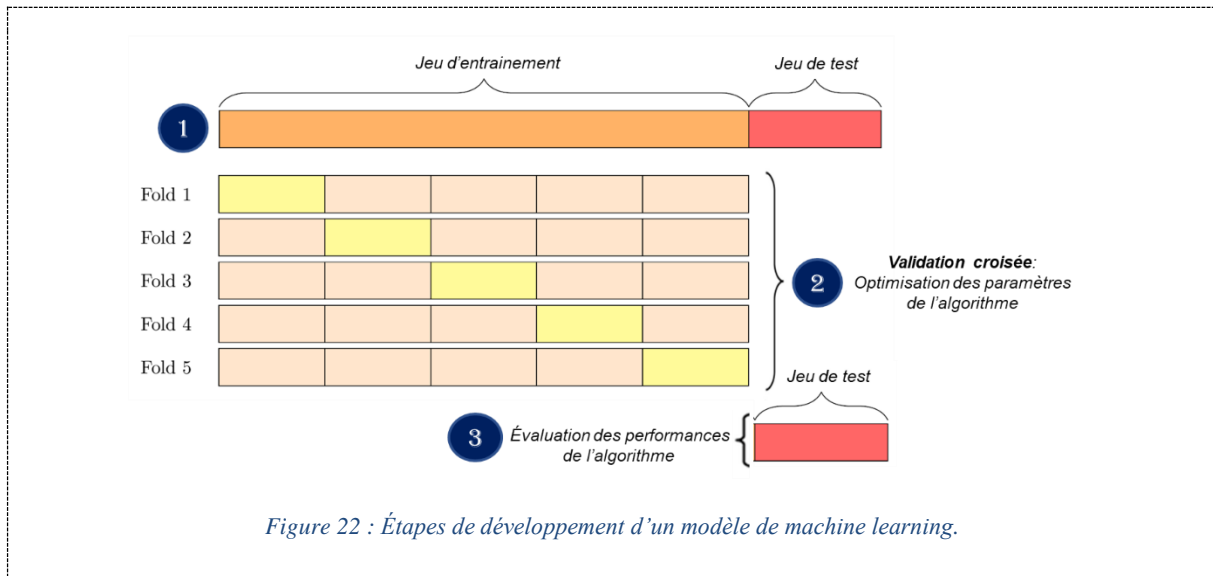 Jeu d'entrainement
Jeu de test
1
Fold 1
Fold 2
Fold 3
Fold 4
Fold 5
2
Validation croisée:
Optimisation des paramètres
de l'algorithme
Jeu de test
3
Évaluation des performances
de l'algorithme
Figure 22 : Étapes de développement d'un modèle de machine learning.